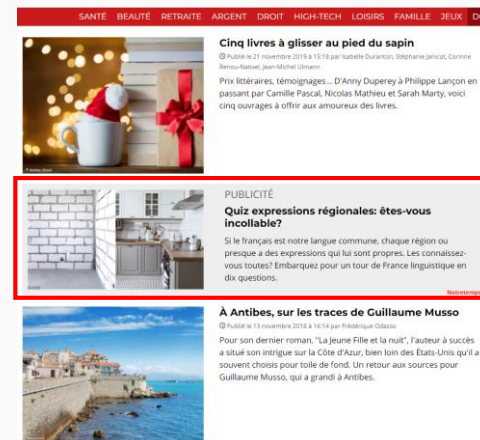 SANTÉ BEAUTÉ RETRAITE ARGENT DROIT HIGH-TECH LOISIRS FAMILLE JEUX
Cinq livres à glisser au pied du sapin
Publié le 21 novembre 2019 à 15:18 par Isabelle Duranton, Stéphanie Janicot, Corinne
Renou-Nativel, Jean-Michel Ulmann
Prix littéraires, témoignages... D'Anny Duperey à Philippe Lançon en
passant par Camille Pascal, Nicolas Mathieu et Sarah Marty, voici
cinq ouvrages à offrir aux amoureux des livres.
PUBLICITÉ
Quiz expressions régionales: êtes-vous
incollable?
Si le français est notre langue commune, chaque région ou
presque a des expressions qui lui sont propres. Les connaissez-
vous toutes? Embarquez pour un tour de France linguistique en
dix questions.
Notretemps
À Antibes, sur les traces de Guillaume Musso
Publié le 13 novembre 2018 à 16:14 par Frédérique Odasso
Pour son dernier roman, "La Jeune Fille et la nuit", l'auteur à succès
a situé son intrigue sur la Côte d'Azur, bien loin des États-Unis qu'il a
souvent choisis pour toile de fond. Un retour aux sources pour
Guillaume Musso, qui a grandi à Antibes.